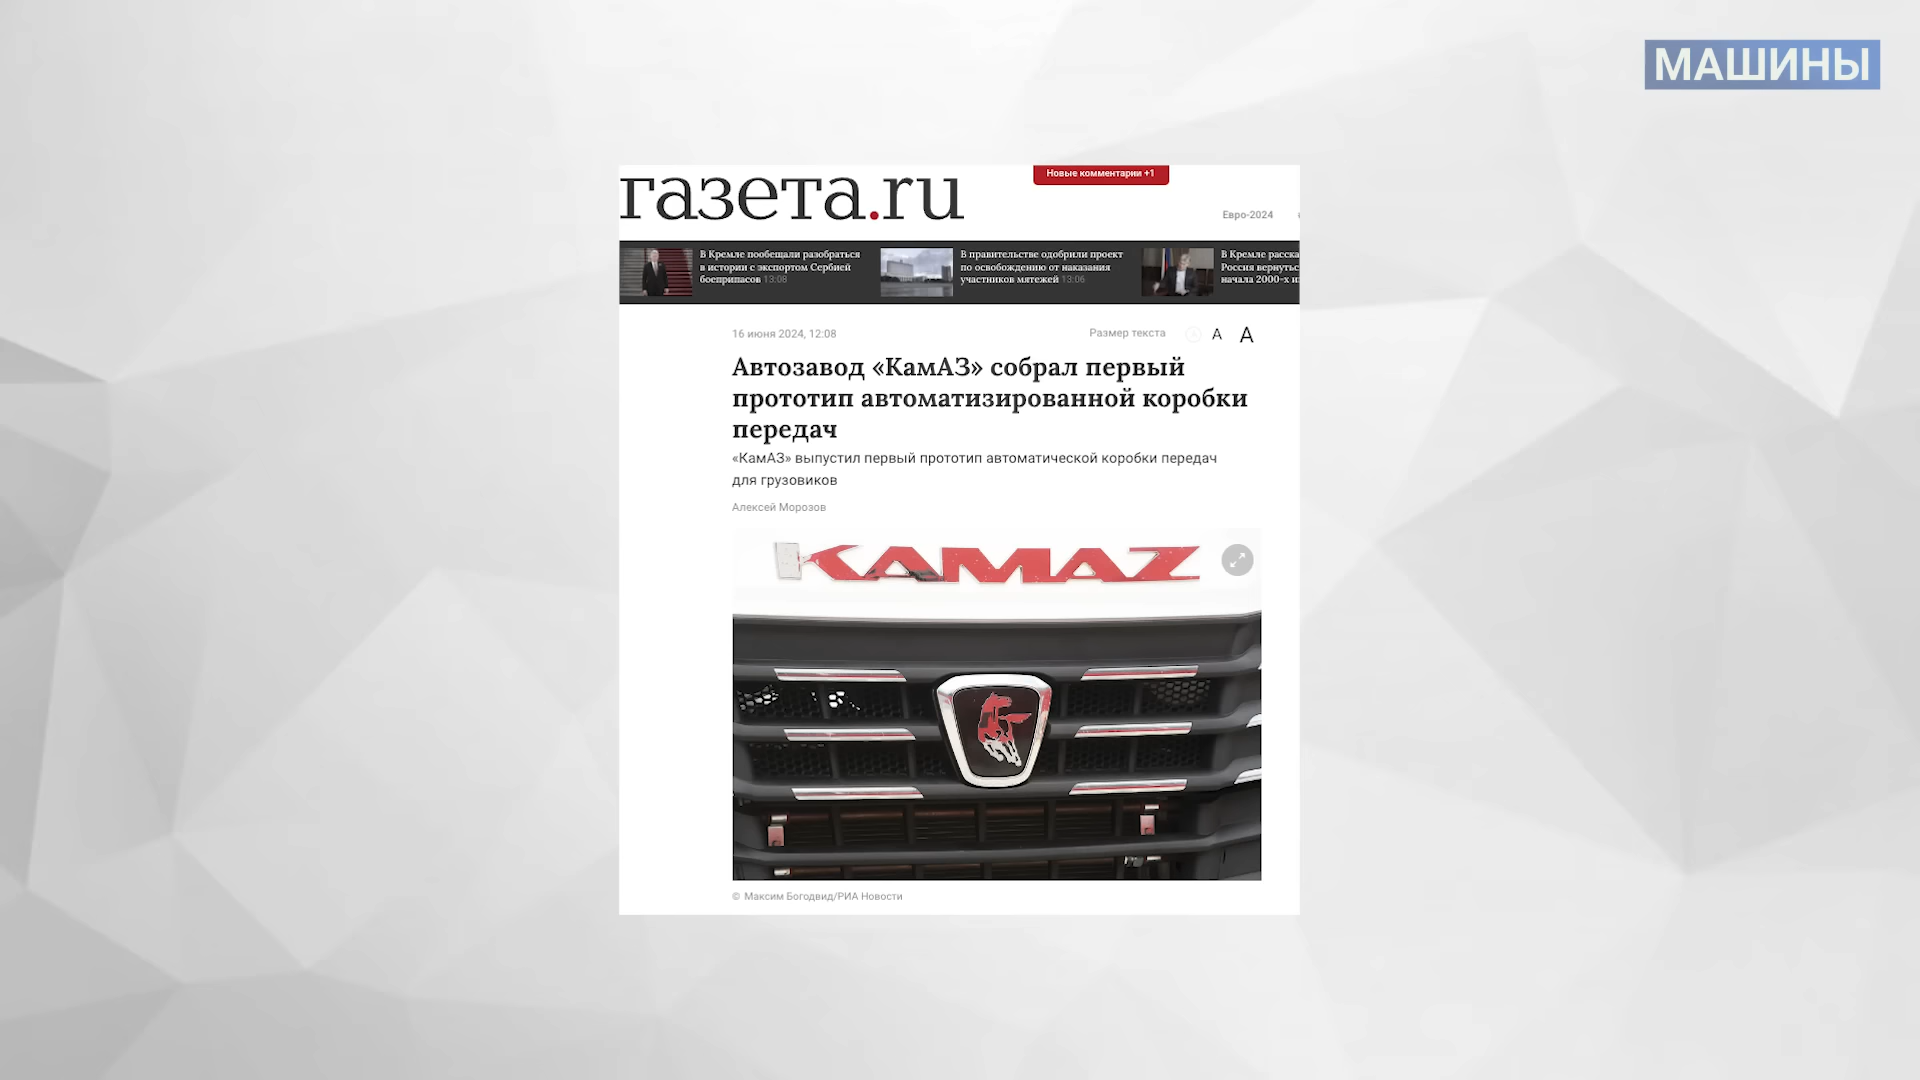 МАШИНЫ
газета.ru
Новые комментарии +1
Евро-2024
В Кремле пообещали разобраться
в истории с экспортом Сербией
боеприпасов 13:08
В правительстве одобрили проект
по освобождению от наказания
участников мятежей 13:06
В Кремле расска
Россия вернутьс
начала 2000-х и
16 июня 2024, 12:08
Размер текста
A A
Автозавод «КамАЗ» собрал первый
прототип автоматизированной коробки
передач
«КамАЗ» выпустил первый прототип автоматической коробки передач
для грузовиков
Алексей Морозов
KAMAZ
© Максим Богодвид/РИА Новости